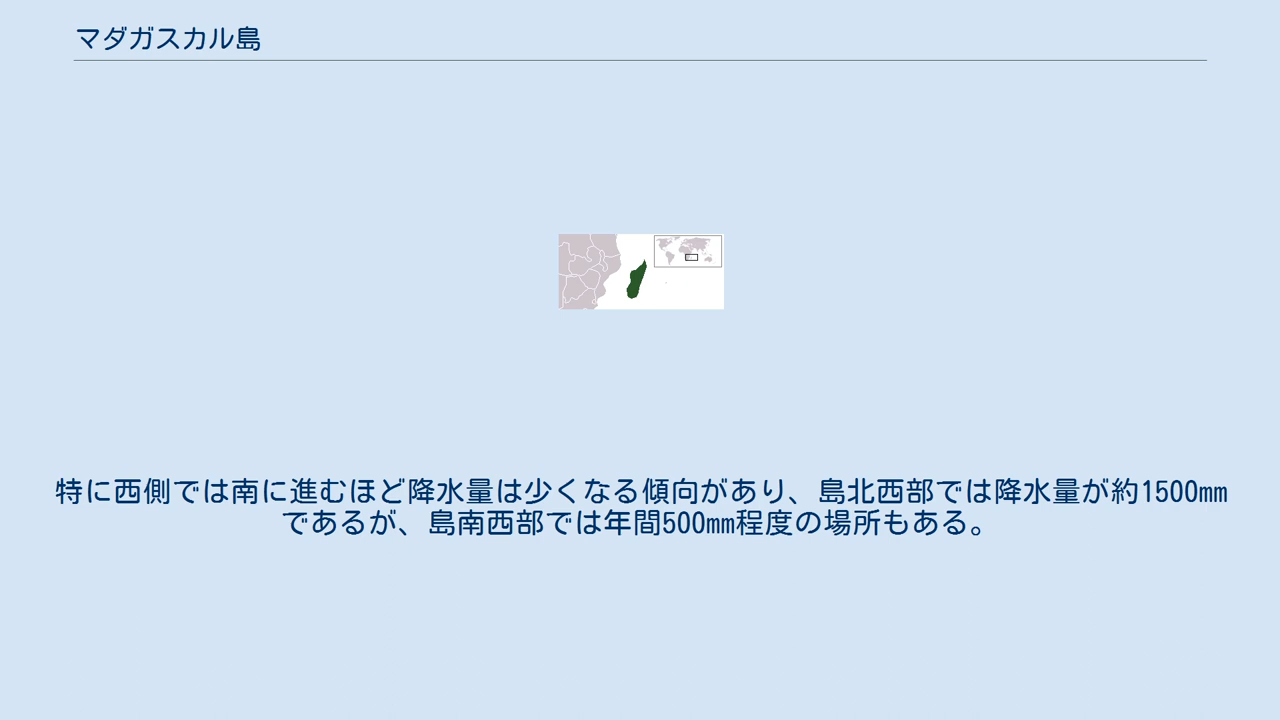 マダガスカル島
特に西側では南に進むほど降水量は少くなる傾向があり、島北西部では降水量が約1500mm
であるが、島南西部では年間500mm程度の場所もある。